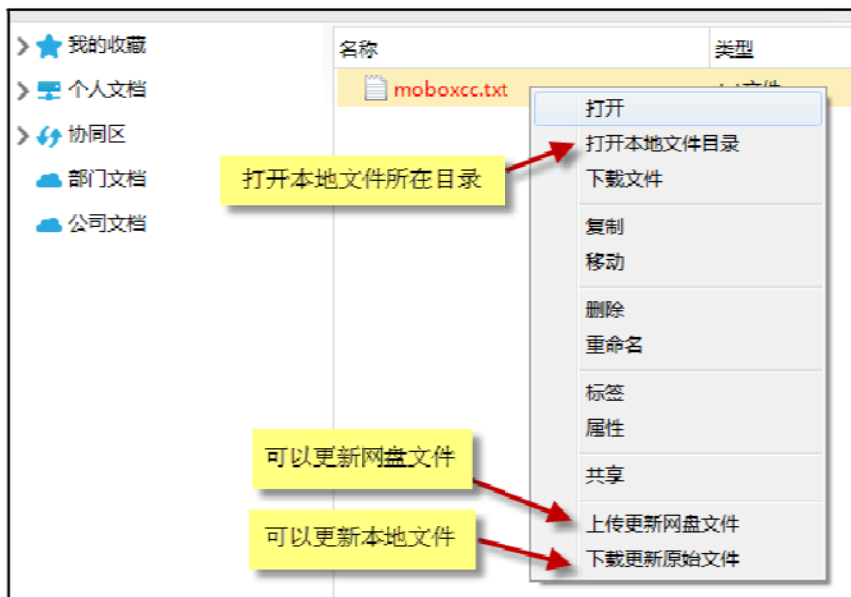 我的收藏
个人文档
协同区
部门文档
公司文档
名称
类型
moboxcc.txt
打开
打开本地文件目录
下载文件
复制
移动
删除
重命名
标签
属性
共享
上传更新网盘文件
下载更新原始文件
打开本地文件所在目录
可以更新网盘文件
可以更新本地文件